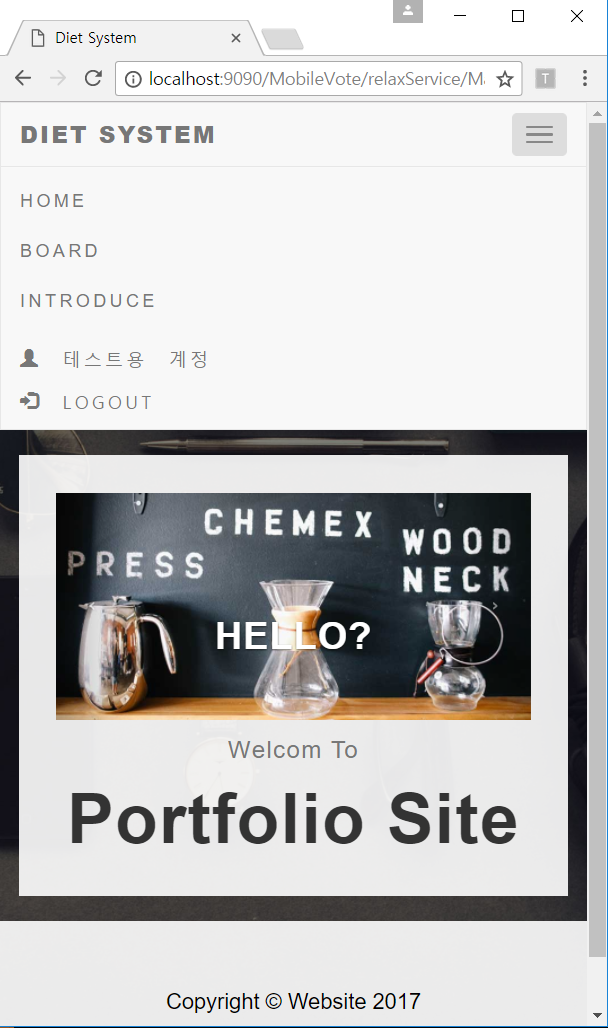 Diet System
localhost:9090/MobileVote/relaxService/Ma
T
DIET SYSTEM
HOME
BOARD
INTRODUCE
테스트용 계정
LOGOUT
CHEMEX
WOOD
PRESS
NECK
HELLO?
Welcom To
Portfolio Site
Copyright © Website 2017